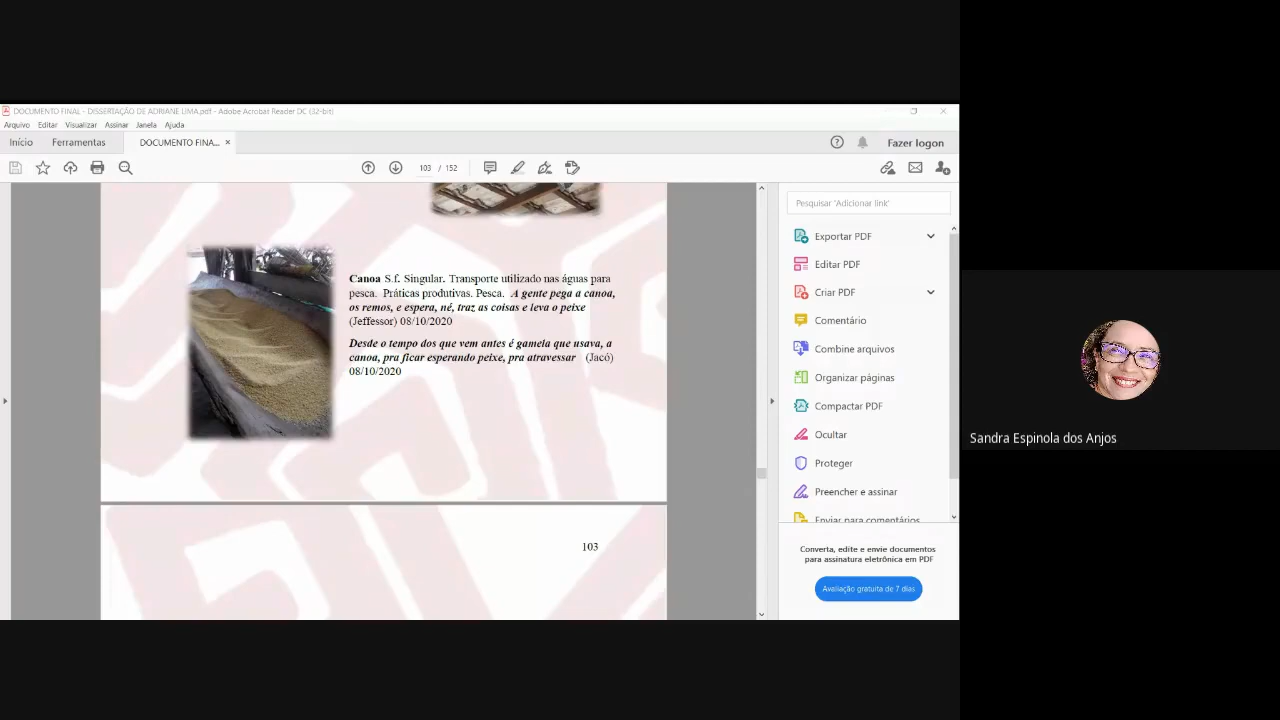 DOCUMENTO FINAL - DISSERTAÇÃO DE ADRIANE LIMA.pdf - Adobe Acrobat Reader DC (32-bit)
Arquivo Editar Visualizar Assinar Janela Ajuda
Início Ferramentas DOCUMENTO FINA... × Fazer logon
103 / 152
Pesquisar 'Adicionar link'
Exportar PDF
Editar PDF
Criar PDF
Comentário
Combine arquivos
Organizar páginas
Compactar PDF
Ocultar
Proteger
Preencher e assinar
Enviar para comentários
Converta, edite e envie documentos
para assinatura eletrônica em PDF
Avaliação gratuita de 7 dias
Canoa S.f. Singular. Transporte utilizado nas águas para
pesca. Práticas produtivas. Pesca. A gente pega a canoa,
os remos, e espera, né, traz as coisas e leva o peixe
(Jeffessor) 08/10/2020
Desde o tempo dos que vem antes é gamela que usava, a
canoa, pra ficar esperando peixe, pra atravessar (Jacó)
08/10/2020
103
Sandra Espinola dos Anjos